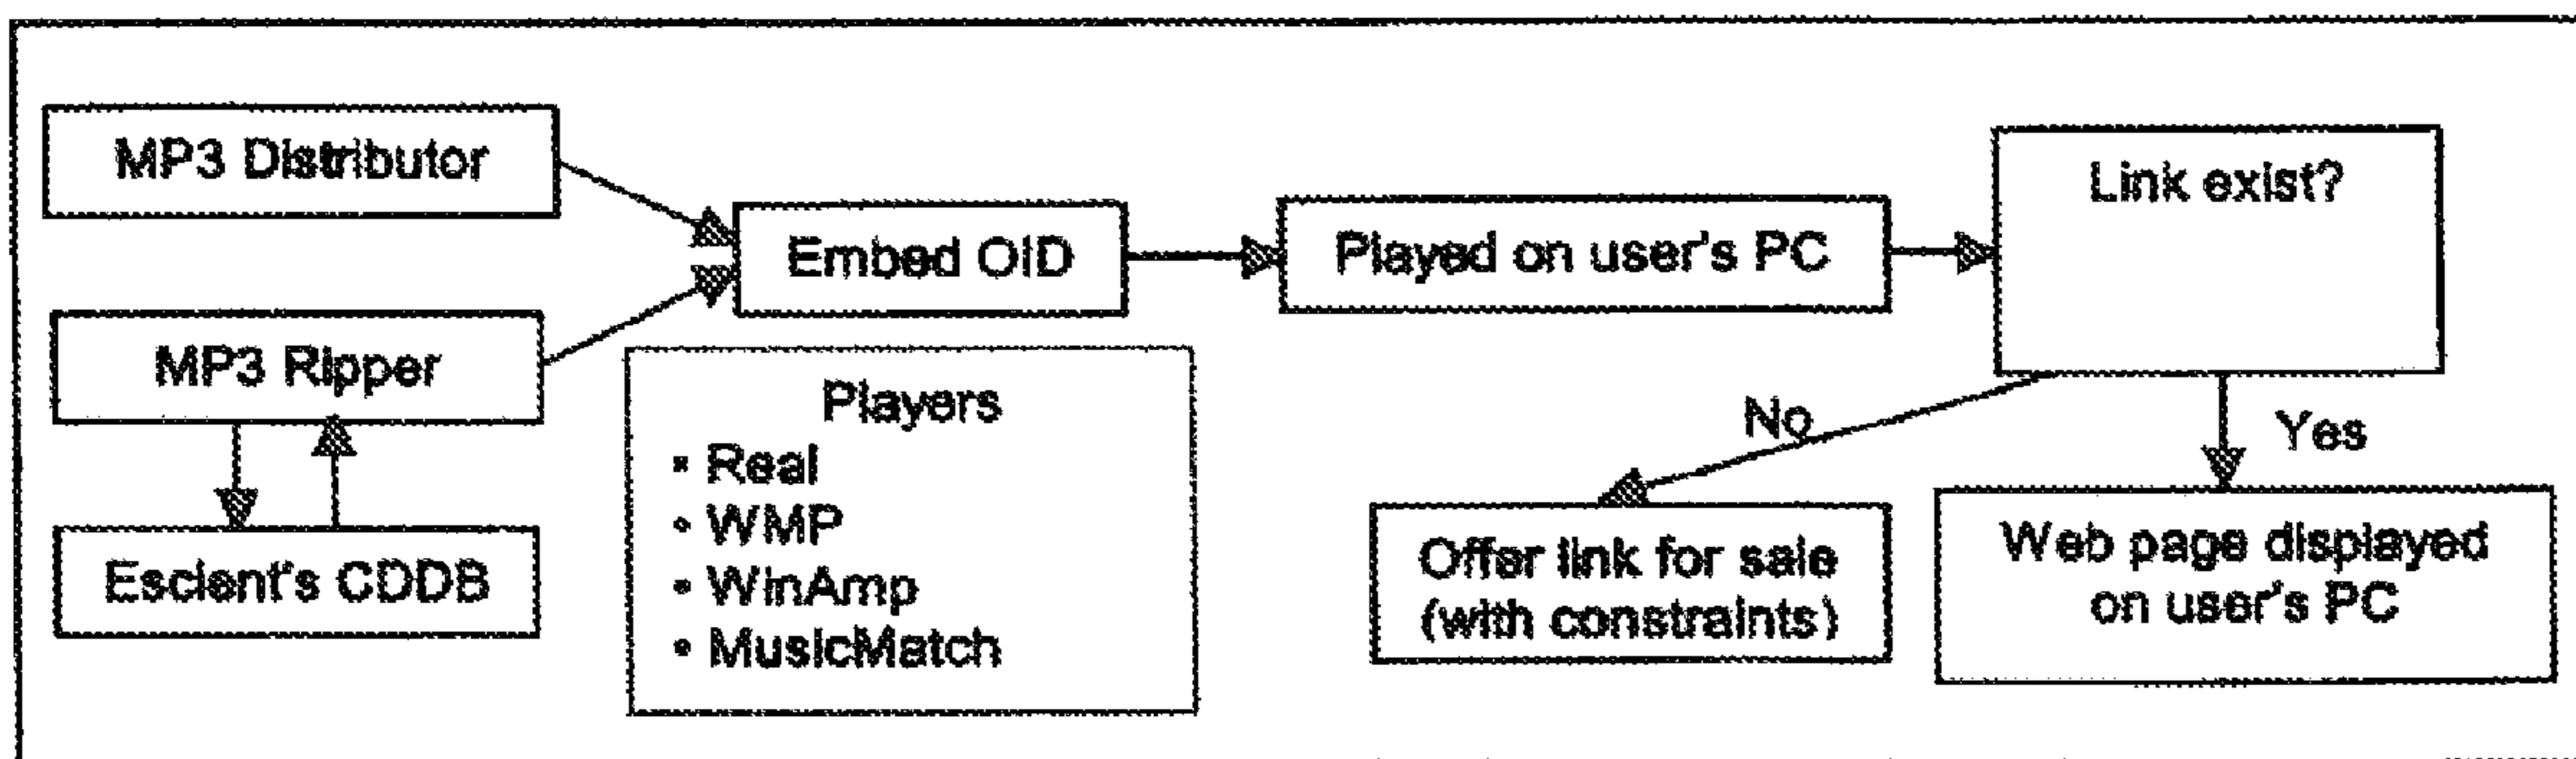 MP3 Distributor
MP3 Ripper
Escient's CDDB
Embed OID
Players
• Real
• WMP
• WinAmp
• MusicMatch
Played on user's PC
Link exist?
No
Yes
Offer link for sale
(with constraints)
Web page displayed
on user's PC